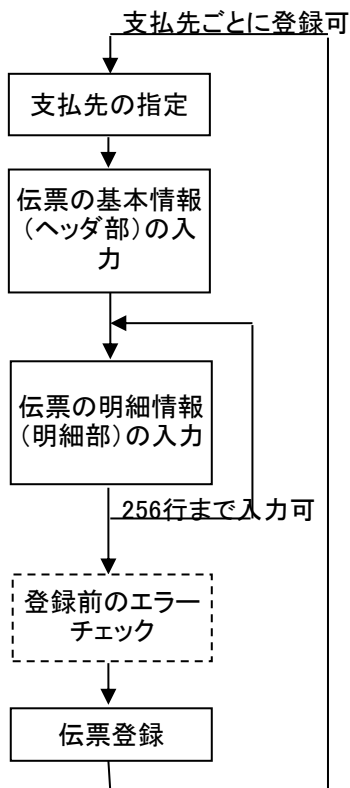 支払先ごとに登録可
支払先の指定
伝票の基本情報
（ヘッダ部）の入
力
伝票の明細情報
（明細部）の入力
256行まで入力可
登録前のエラー
チェック
伝票登録